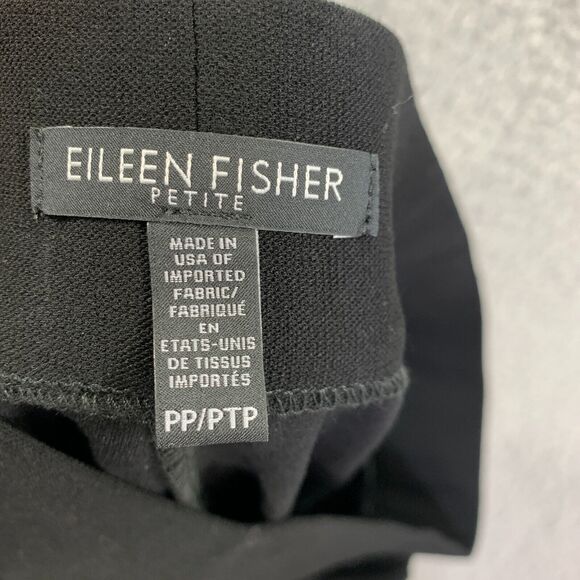 EILEEN FISHER
PETITE
MADE IN
USA OF
IMPORTED
FABRIC/
FABRIQUÉ
EN
ETATS-UNIS
DE TISSUS
IMPORTÉS
PP/PTP